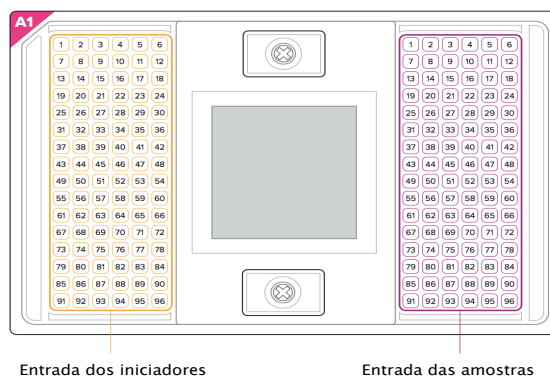 A1
1 2 3 4 5 6 1 2 3 4 5 6
7 8 9 10 11 12 7 8 9 10 11 12
13 14 15 16 17 18 13 14 15 16 17 18
19 20 21 22 23 24 19 20 21 22 23 24
25 26 27 28 29 30 25 26 27 28 29 30
31 32 33 34 35 36 31 32 33 34 35 36
37 38 39 40 41 42 37 38 39 40 41 42
43 44 45 46 47 48 43 44 45 46 47 48
49 50 51 52 53 54 49 50 51 52 53 54
55 56 57 58 59 60 55 56 57 58 59 60
61 62 63 64 65 66 61 62 63 64 65 66
67 68 69 70 71 72 67 68 69 70 71 72
73 74 75 76 77 78 73 74 75 76 77 78
79 80 81 82 83 84 79 80 81 82 83 84
85 86 87 88 89 90 85 86 87 88 89 90
91 92 93 94 95 96 91 92 93 94 95 96
Entrada dos iniciadores Entrada das amostras